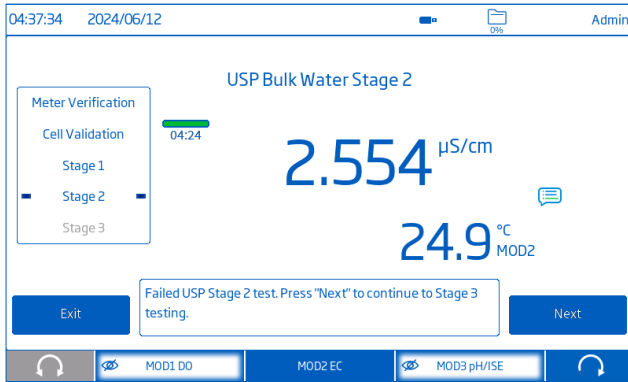 04:37:34 2024/06/12 0% Admin
USP Bulk Water Stage 2
Meter Verification
Cell Validation
Stage 1
Stage 2
Stage 3
04:24
2.554 µS/cm
24.9 °C
MOD2
Failed USP Stage 2 test. Press "Next" to continue to Stage 3
testing.
Exit
Next
MOD1 DO
MOD2 EC
MOD3 pH/ISE